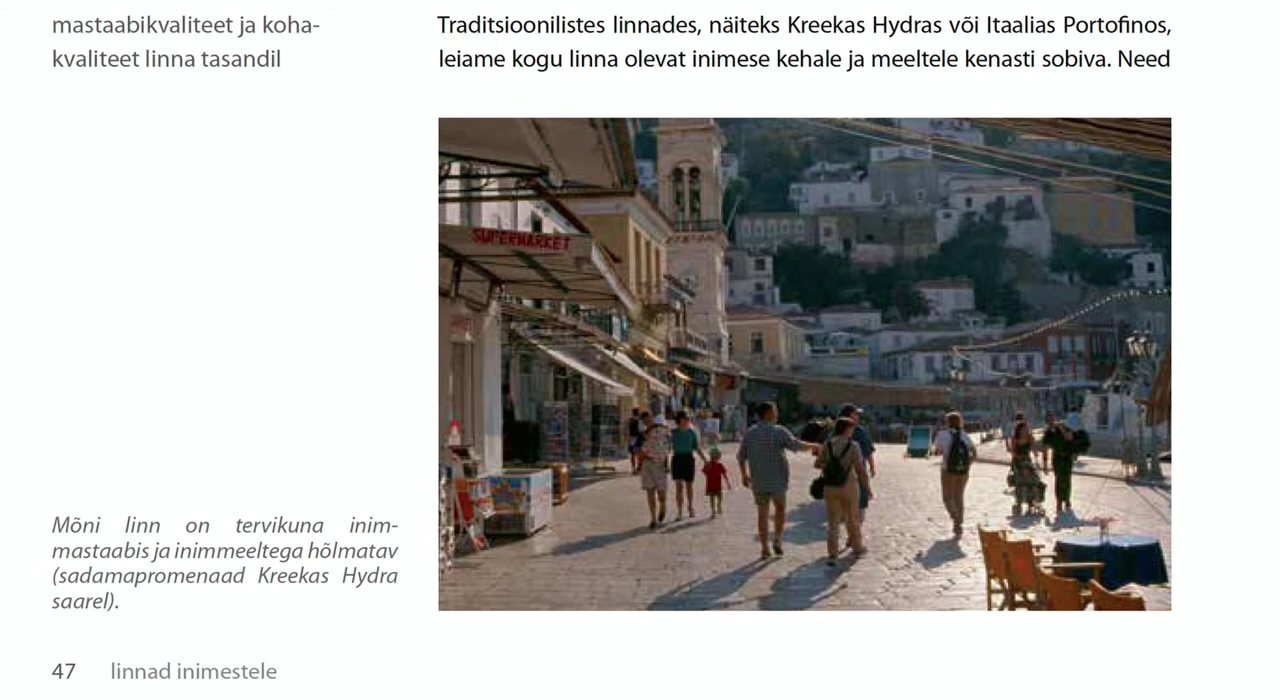 mastaabikvaliteet ja koha-
kvaliteet linna tasandil
Traditsioonilistes linnades, näiteks Kreekas Hydras või Itaalias Portofinos,
leiame kogu linna olevat inimese kehale ja meeltele kenasti sobiva. Need
SUPERMARKET
Mõni linn on tervikuna inim-
mastaabis ja inimmeeltega hõlmatav
(sadamapromenaad Kreekas Hydra
saarel).
47 linnad inimestele